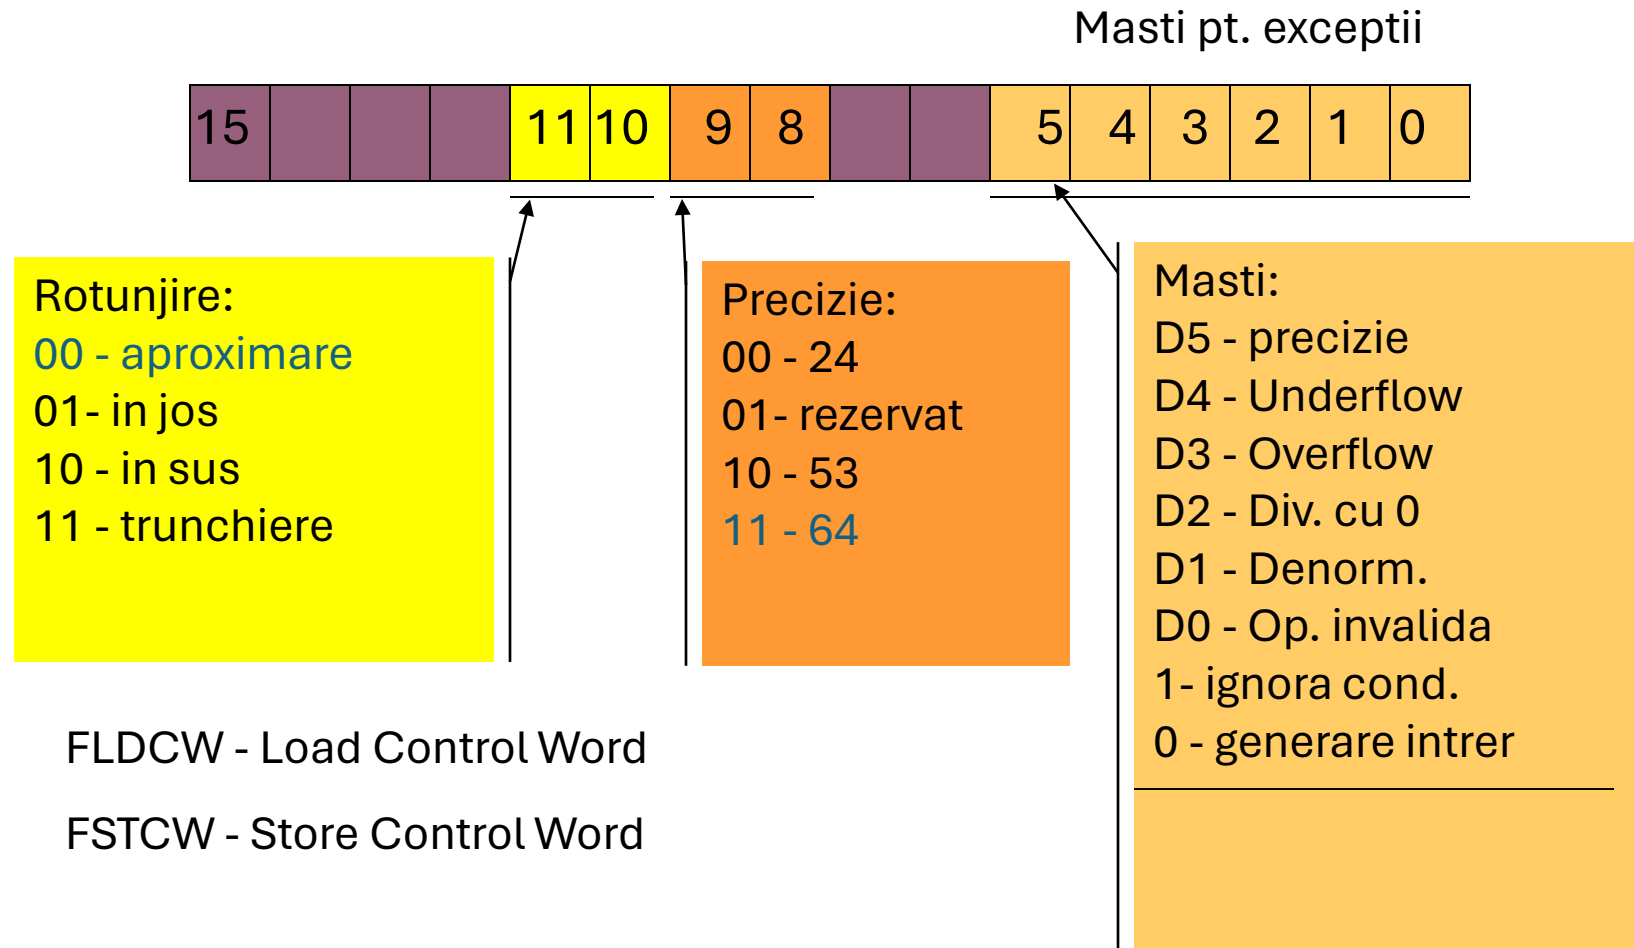 Masti pt. exceptii
15 11 10 9 8 5 4 3 2 1 0
Rotunjire:
00 - aproximare
01- in jos
10 - in sus
11 - trunchiere
Precizie:
00 - 24
01- rezervat
10 - 53
11 - 64
Masti:
D5 - precizie
D4 - Underflow
D3 - Overflow
D2 - Div. cu 0
D1 - Denorm.
D0 - Op. invalida
1- ignora cond.
0 - generare intrer
FLDCW - Load Control Word
FSTCW - Store Control Word